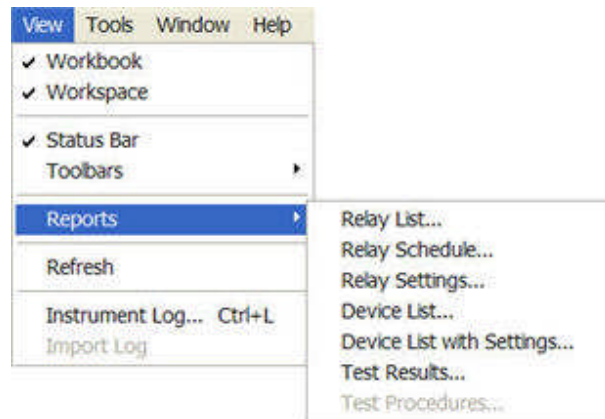 View Tools Window Help
Workbook
Workspace
Status Bar
Toolbars
Reports
Refresh
Instrument Log... Ctrl+L
Import Log
Relay List...
Relay Schedule...
Relay Settings...
Device List...
Device List with Settings...
Test Results...
Test Procedures...